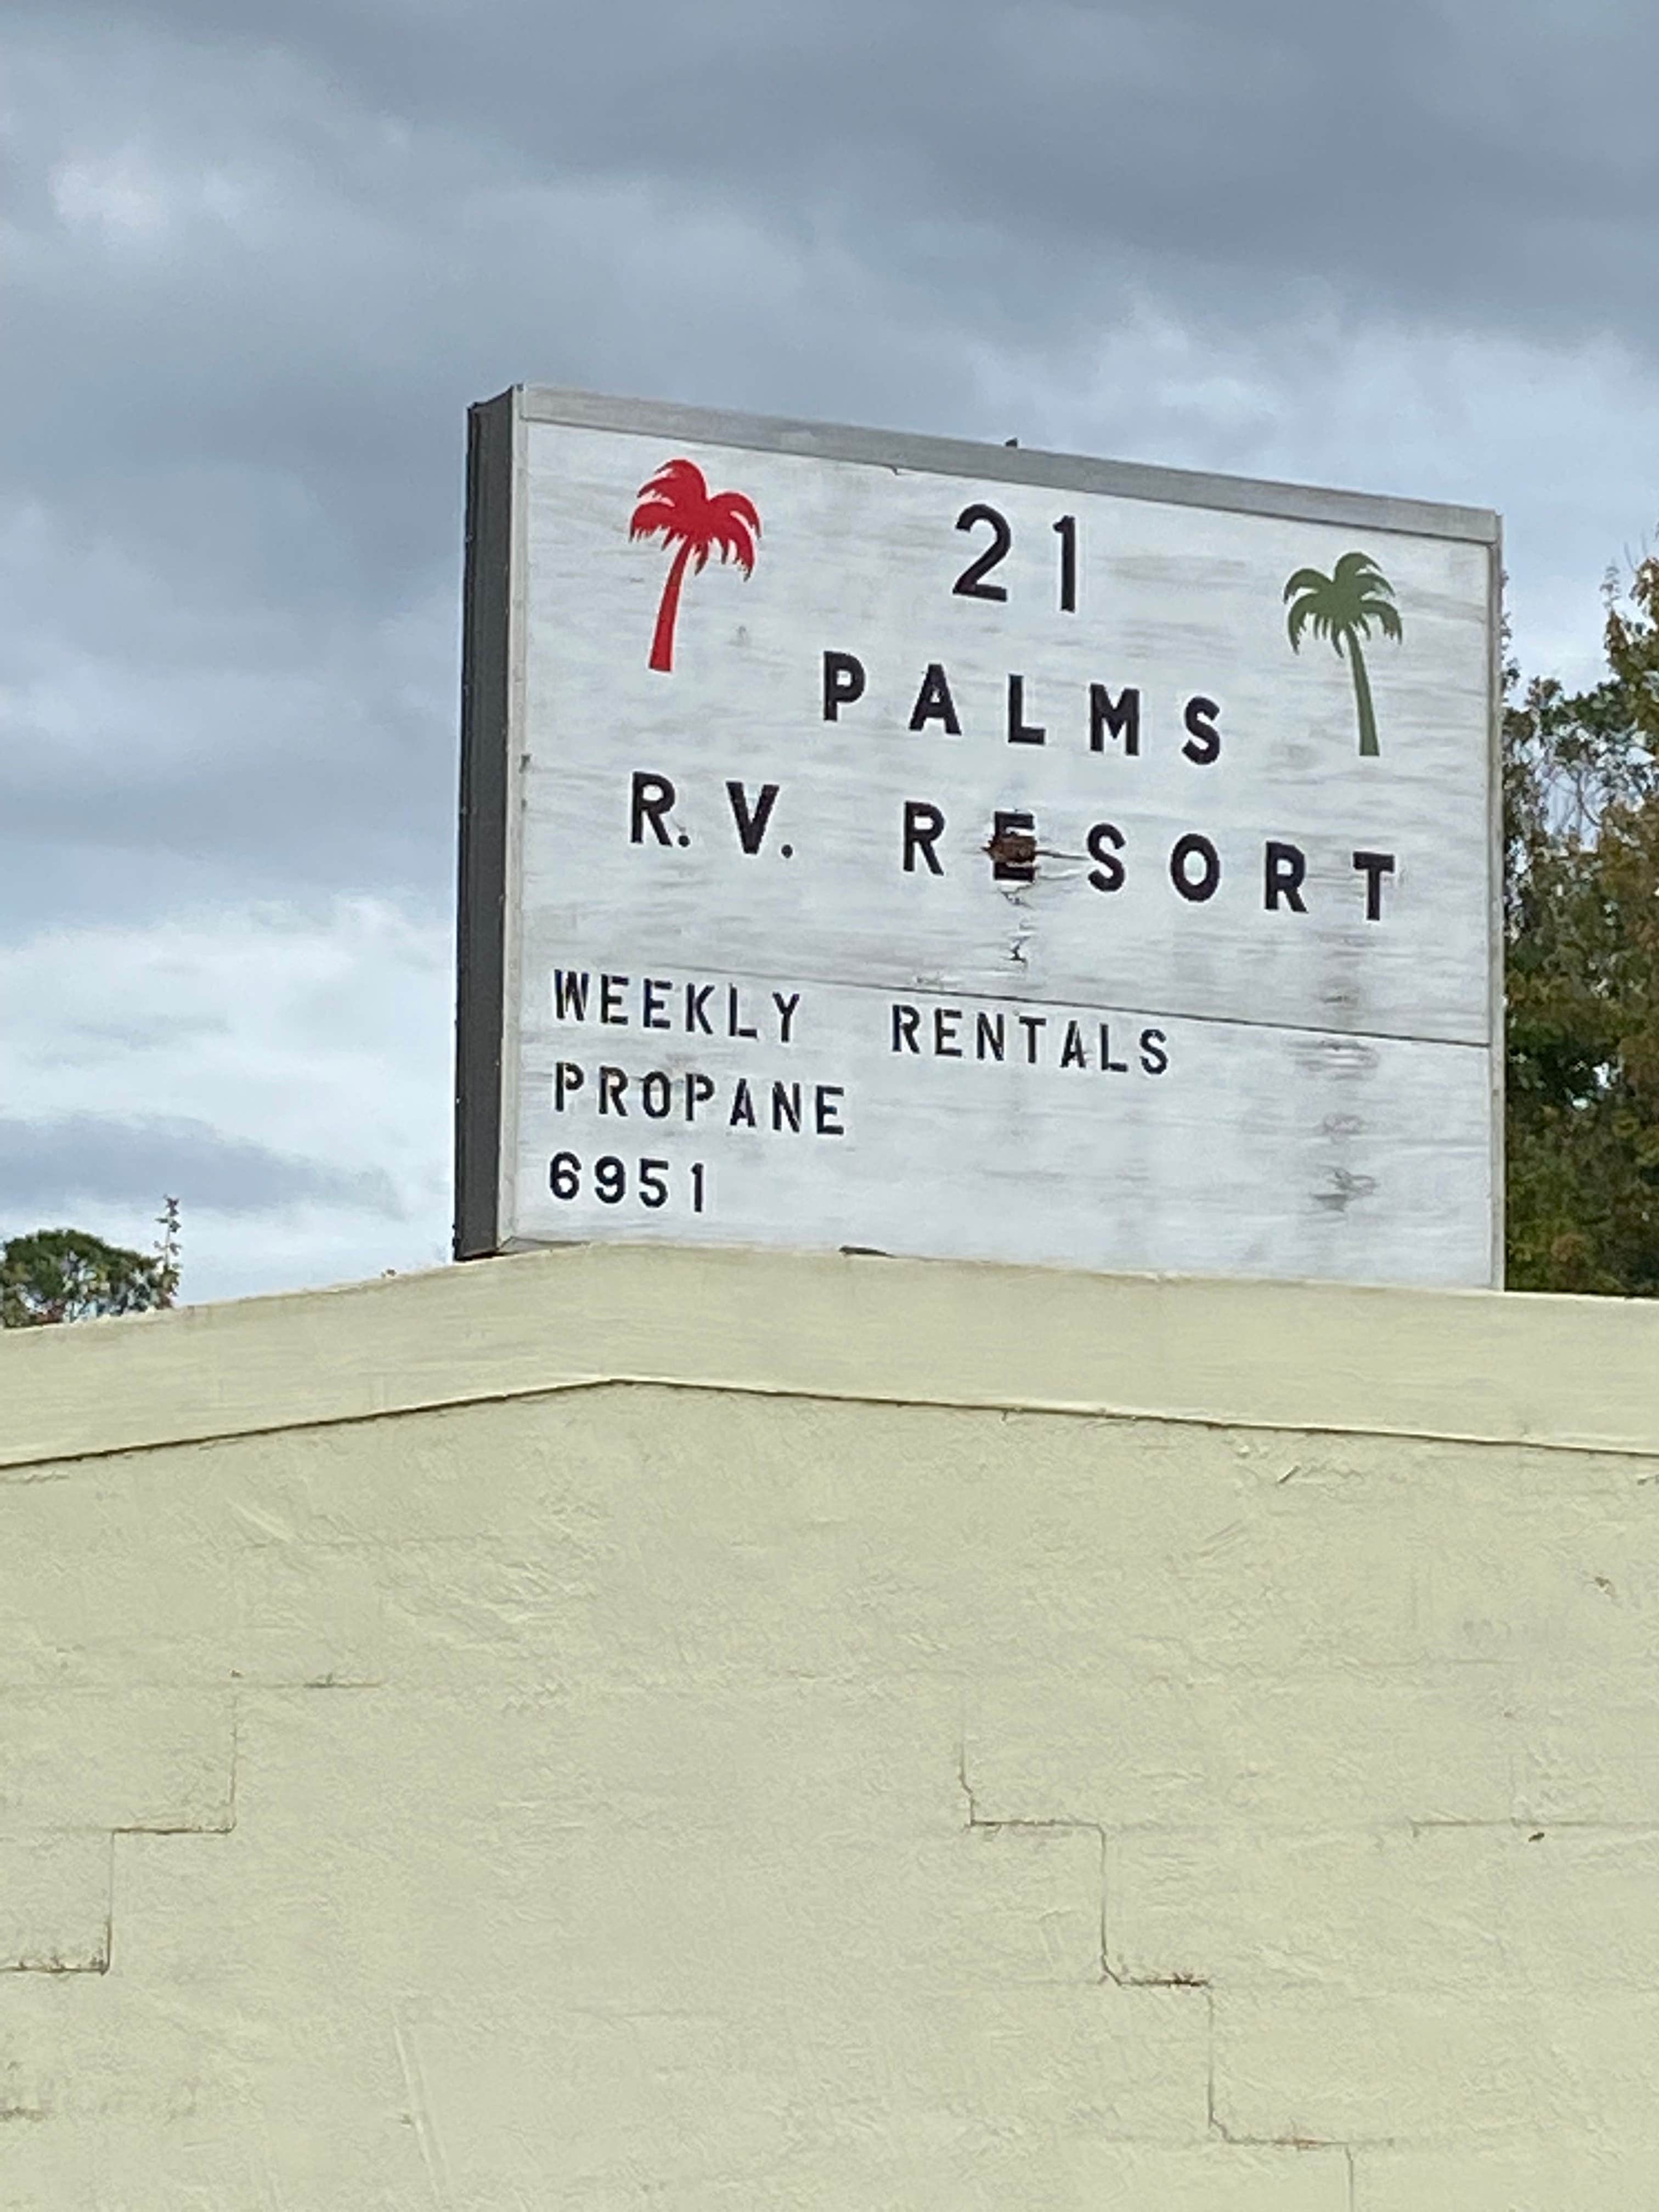 21
PALMS
R.V. RESORT
WEEKLY RENTALS
PROPANE
6951